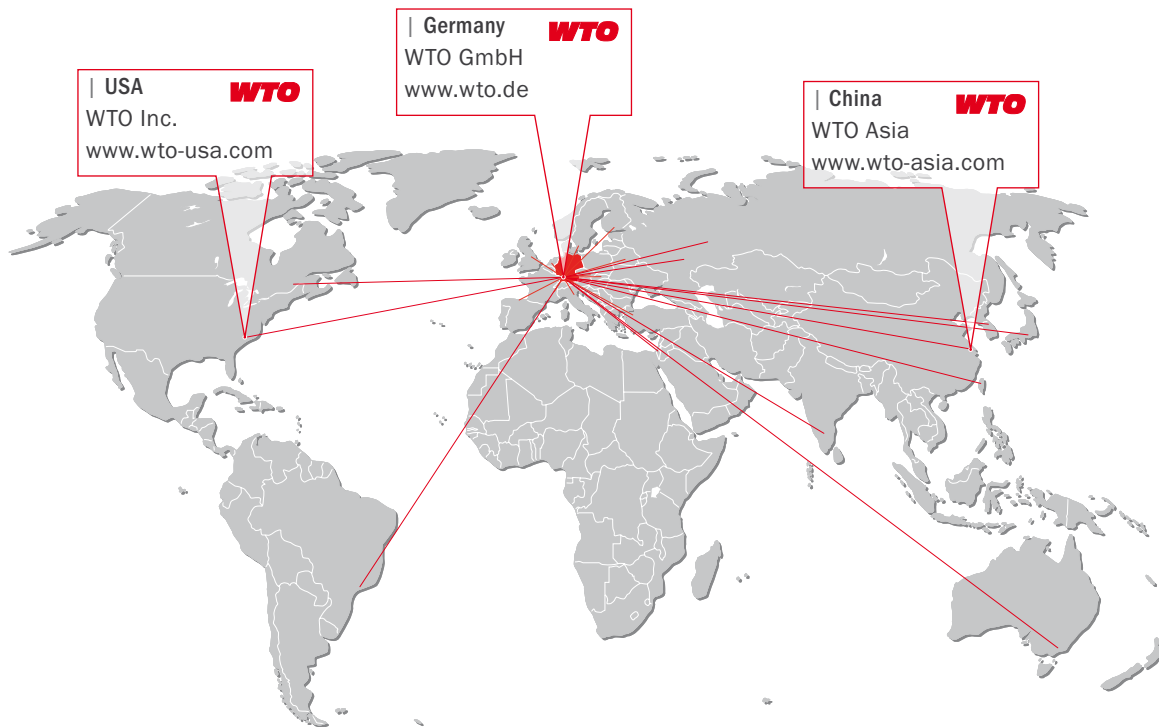 | USA WTO
WTO Inc.
www.wto-usa.com
| Germany WTO
WTO GmbH
www.wto.de
| China WTO
WTO Asia
www.wto-asia.com